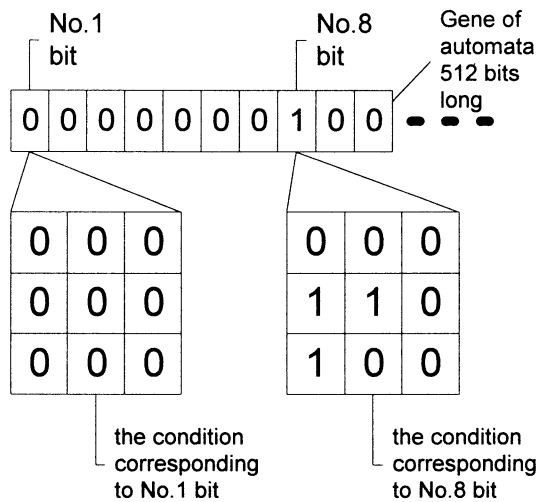 No.1
bit
No.8
bit
Gene of
automata
512 bits
long
0 0 0 0 0 0 0 1 0 0
0 0 0
0 0 0
0 0 0
0 0 0
1 1 0
1 0 0
the condition
corresponding
to No.1 bit
the condition
corresponding
to No.8 bit